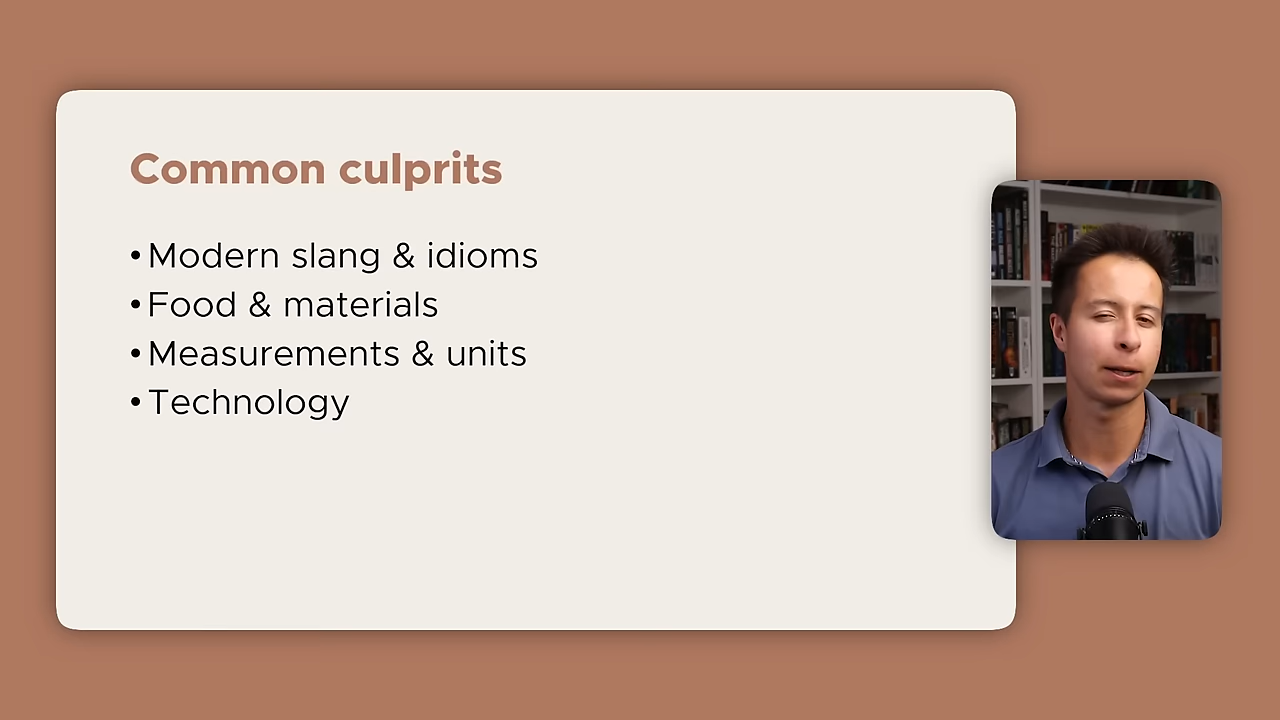 Common culprits
• Modern slang & idioms
• Food & materials
• Measurements & units
• Technology